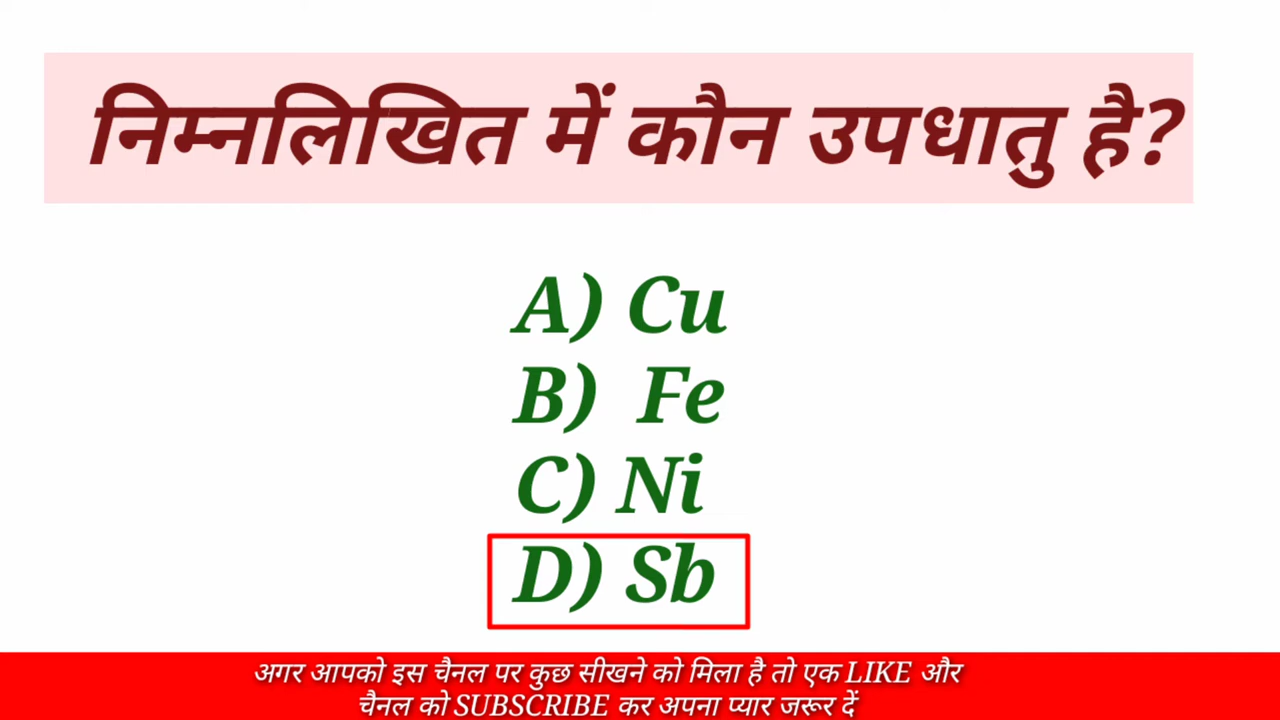 निम्नलिखित में कौन उपधातु है?
A) Cu
B) Fe
C) Ni
D) Sb
अगर आपको इस चैनल पर कुछ सीखने को मिला है तो एक LIKE और
चैनल को SUBSCRIBE कर अपना प्यार जरूर दें